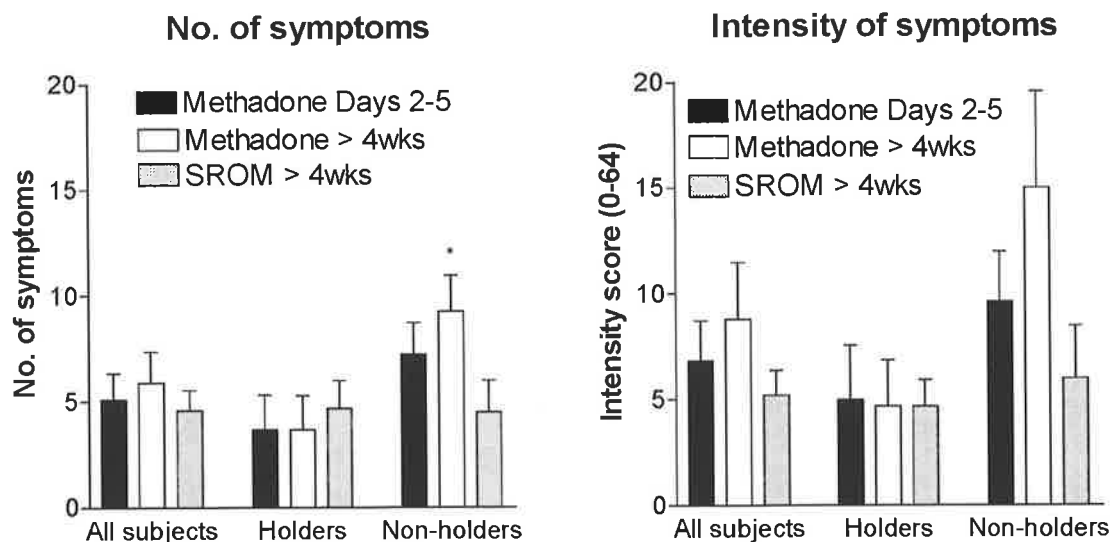 No. of symptoms
No. of symptoms
20
15
10
5
0
Methadone Days 2-5
Methadone > 4wks
SROM > 4wks
*
All subjects Holders Non-holders
Intensity of symptoms
Intensity score (0-64)
20
15
10
5
0
Methadone Days 2-5
Methadone > 4wks
SROM > 4wks
All subjects Holders Non-holders